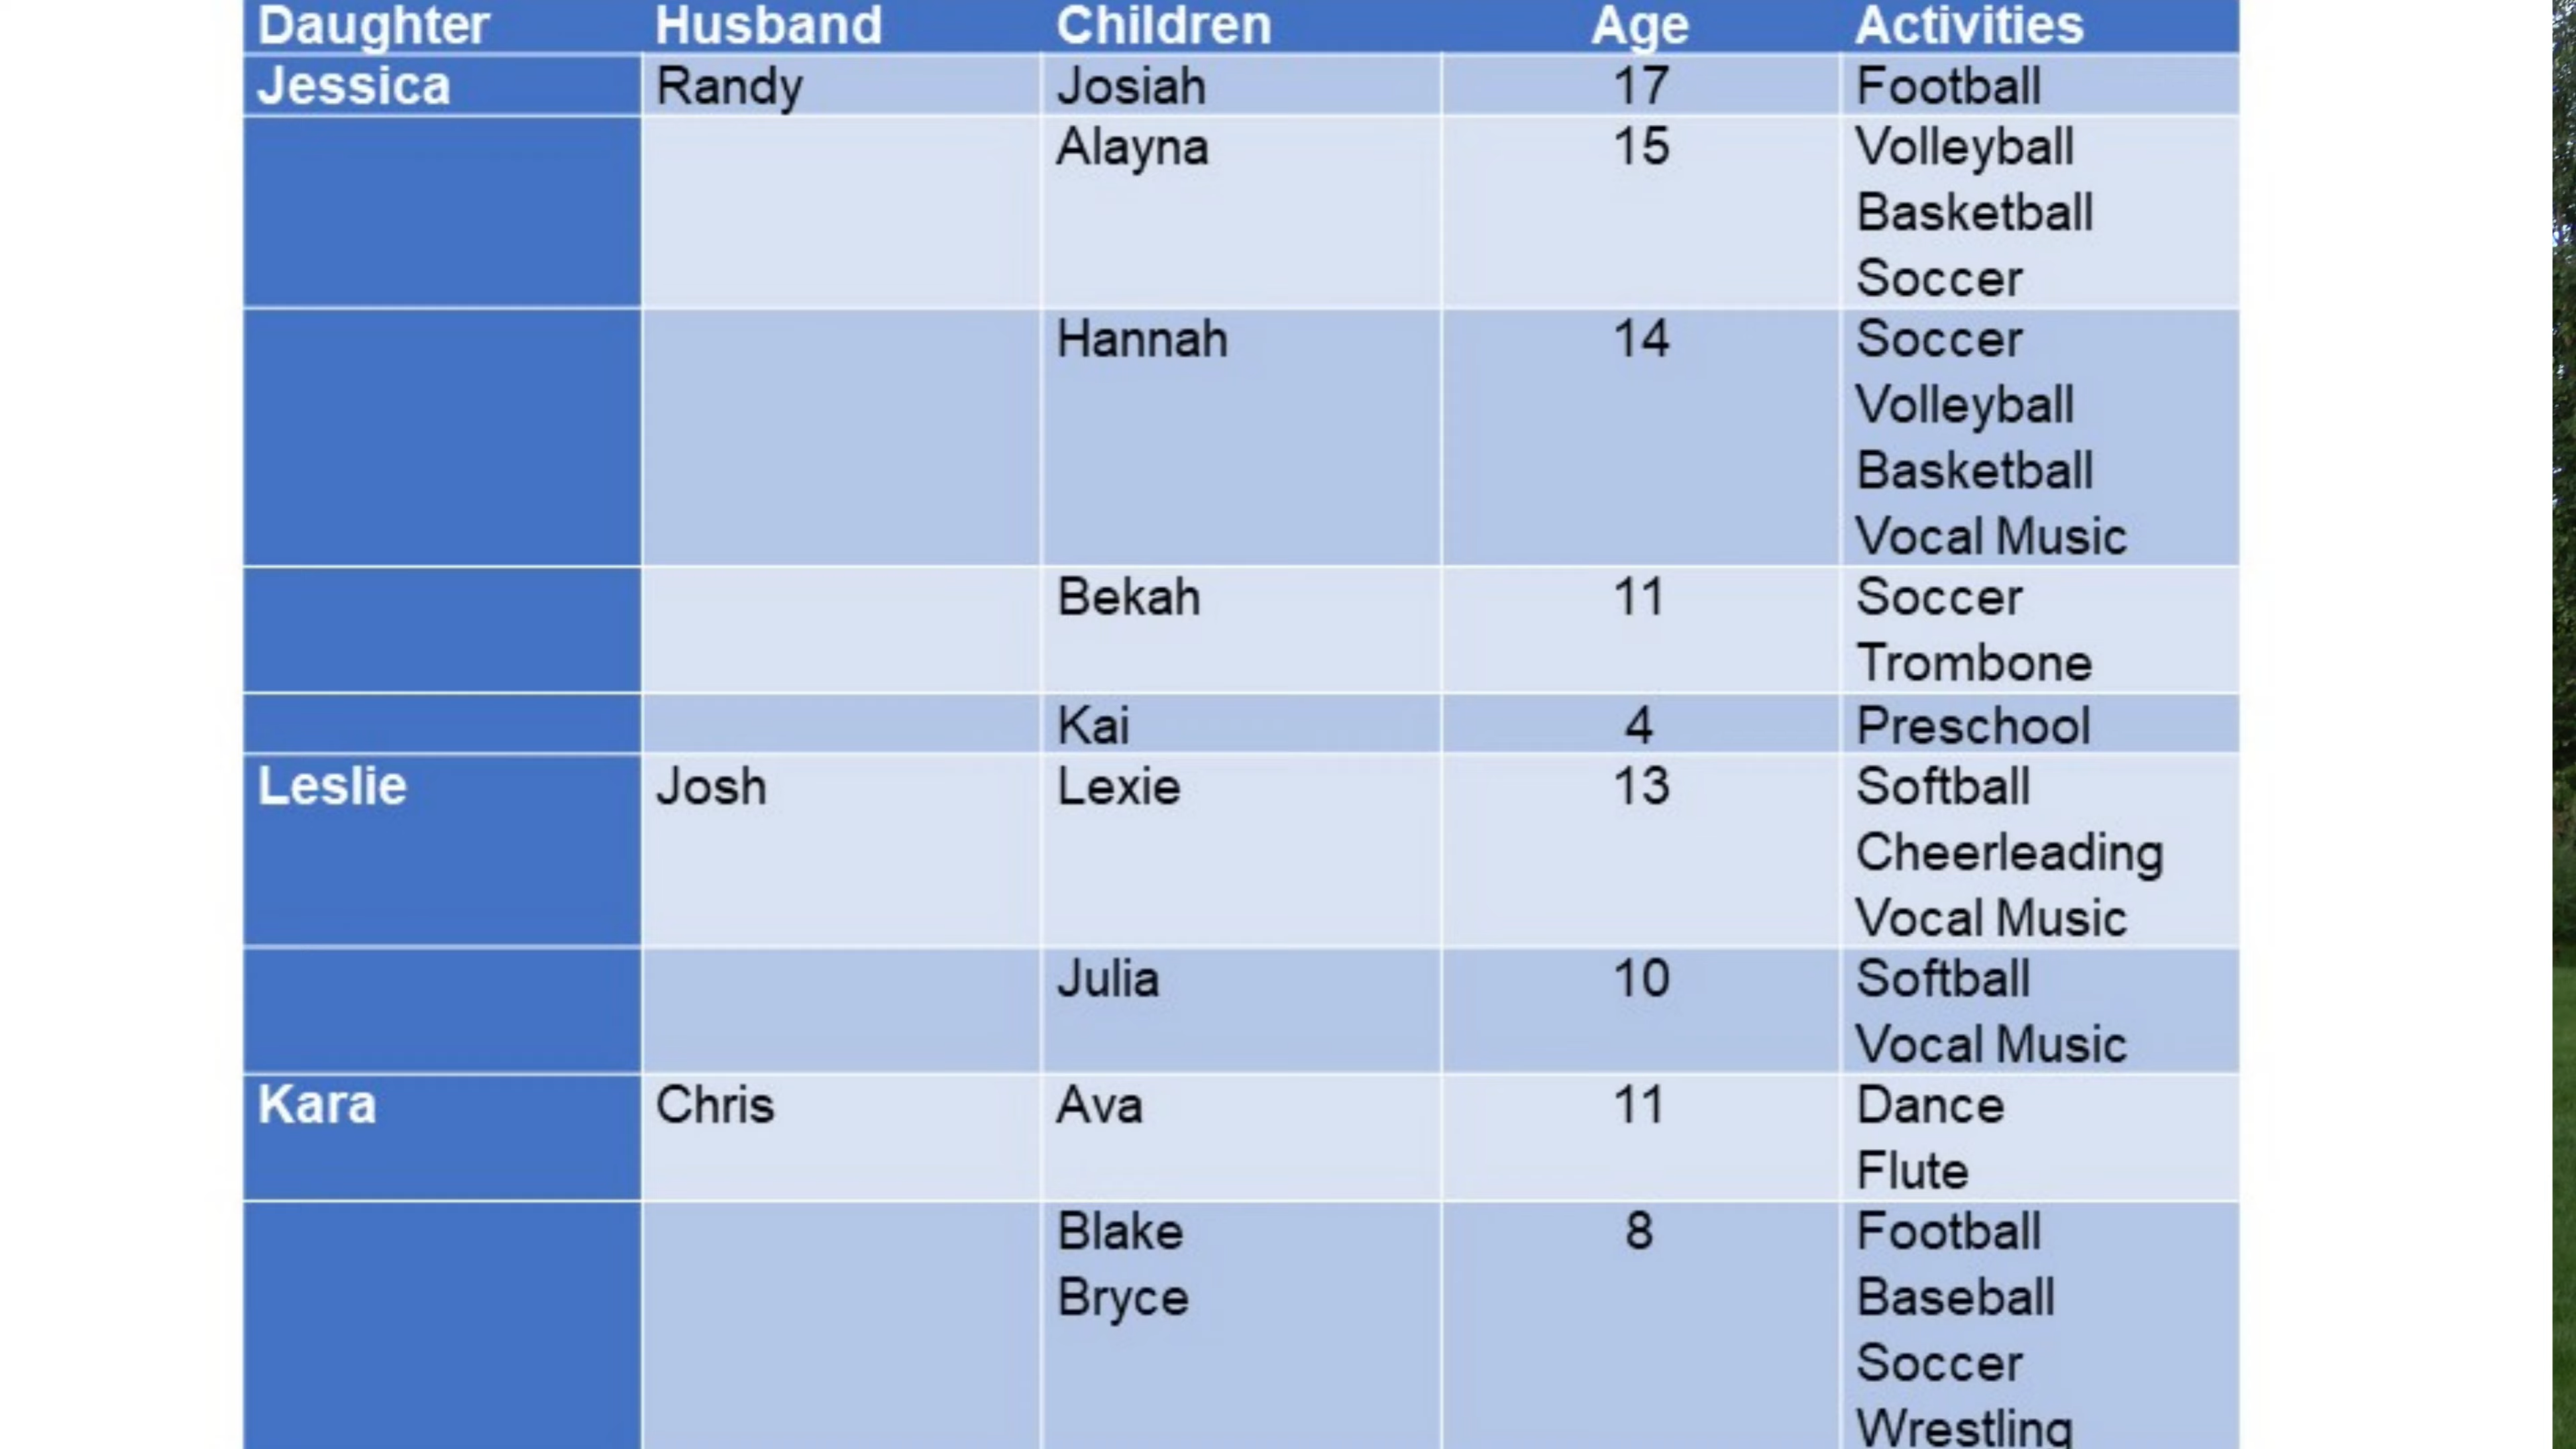 Daughter Husband Children Age Activities
Jessica Randy Josiah 17 Football
Alayna 15 Volleyball
Basketball
Soccer
Hannah 14 Soccer
Volleyball
Basketball
Vocal Music
Bekah 11 Soccer
Trombone
Kai 4 Preschool
Leslie Josh Lexie 13 Softball
Cheerleading
Vocal Music
Julia 10 Softball
Vocal Music
Kara Chris Ava 11 Dance
Flute
Blake 8 Football
Bryce Baseball
Soccer
Wrestling